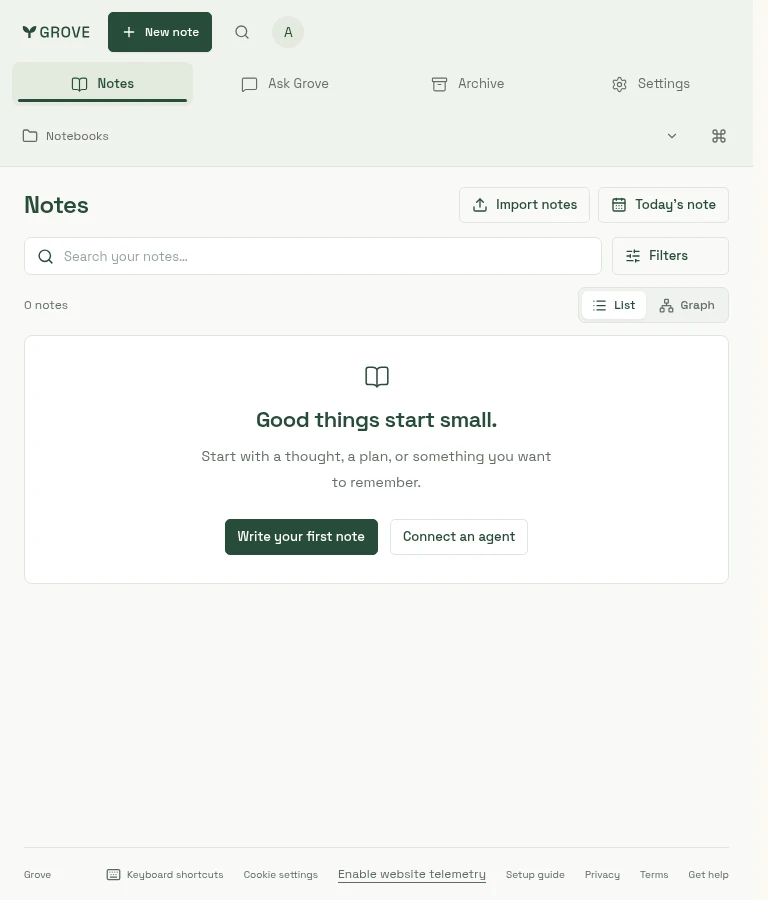 GROVE
New note
A
Notes
Ask Grove
Archive
Settings
Notebooks
Notes
Import notes
Today's note
Search your notes...
Filters
0 notes
List
Graph
Good things start small.
Start with a thought, a plan, or something you want
to remember.
Write your first note
Connect an agent
Grove
Keyboard shortcuts
Cookie settings
Enable website telemetry
Setup guide
Privacy
Terms
Get help